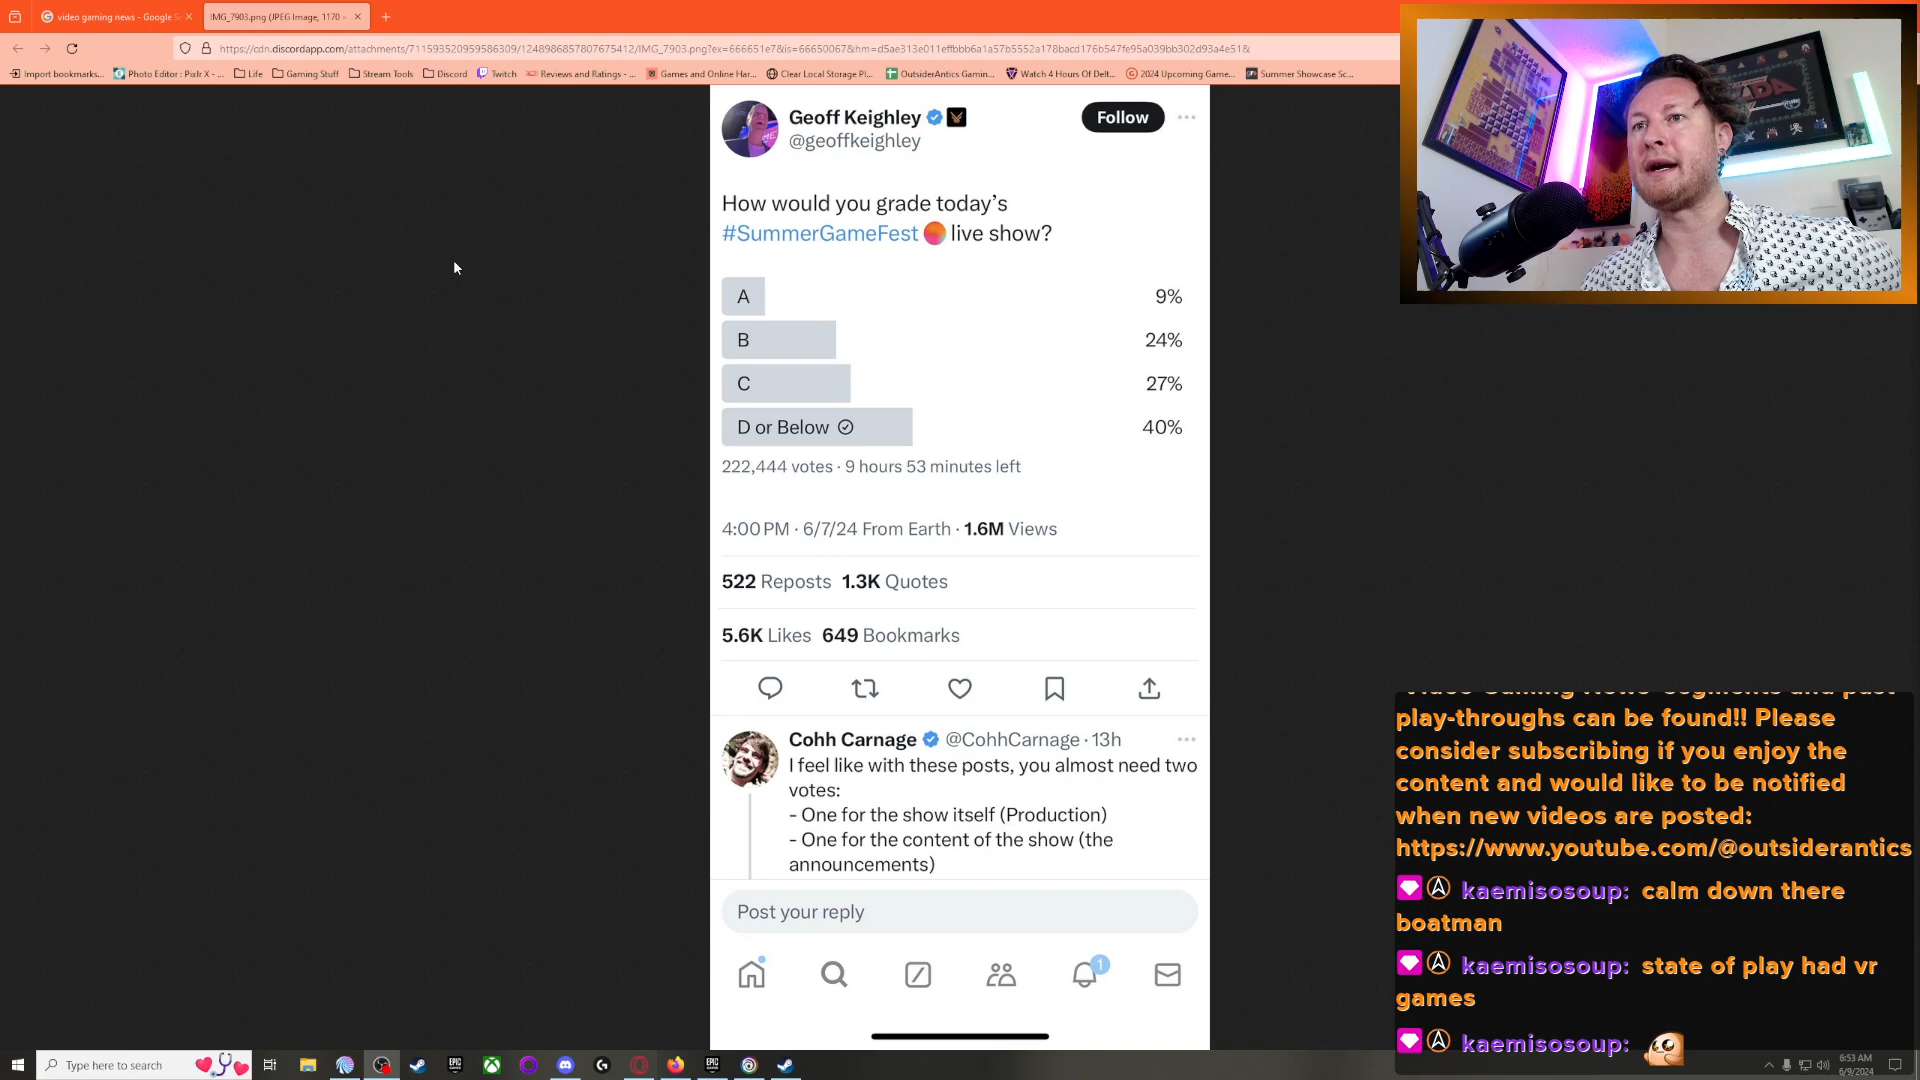 video gaming news - Google S
IMG_7903.png (JPEG Image, 1170 ×
https://cdn.discordapp.com/attachments/711593520959586309/1248986857807675412/IMG_7903.png?ex=666651e7&is=66650067&hm=d5ae313e011effbbb6a1a57b5552a178bacd176b547fe95a039bb302d93a4e51&
Import bookmarks...
Photo Editor : Pixlr X - ...
Life
Gaming Stuff
Stream Tools
Discord
Twitch
Reviews and Ratings - ...
Games and Online Har...
Clear Local Storage Pl...
OutsiderAntics Gamin...
Watch 4 Hours Of Delt...
2024 Upcoming Game...
Summer Showcase Sc...
Geoff Keighley
@geoffkeighley
Follow
How would you grade today's
#SummerGameFest live show?
A 9%
B 24%
C 27%
D or Below 40%
222,444 votes · 9 hours 53 minutes left
4:00 PM · 6/7/24 From Earth · 1.6M Views
522 Reposts 1.3K Quotes
5.6K Likes 649 Bookmarks
Cohh Carnage @CohhCarnage · 13h
I feel like with these posts, you almost need two
votes:
- One for the show itself (Production)
- One for the content of the show (the
announcements)
Post your reply
1
play-throughs can be found!! Please
consider subscribing if you enjoy the
content and would like to be notified
when new videos are posted:
https://www.youtube.com/@outsiderantics
kaemisosoup: calm down there
boatman
kaemisosoup: state of play had vr
games
kaemisosoup:
Type here to search
EPIC
EPIC
6:53 AM
6/9/2024